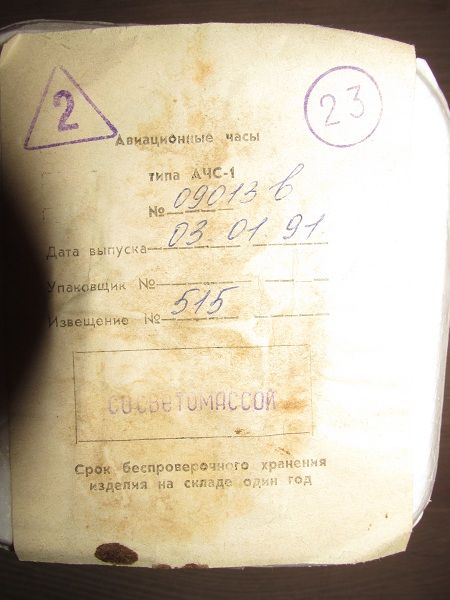 2
23
Авиационные часы
типа АЧС-1
№ 09013 в
Дата выпуска 03 01 91
Упаковщик №
Извещение № 515
СО СВЕТОМАССОЙ
Срок беспроверочного хранения
изделия на складе один год